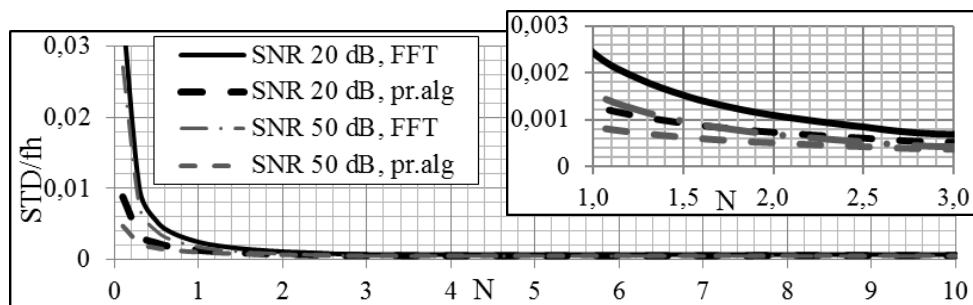 0,03
0,02
0,01
0
STD/fh
SNR 20 dB, FFT
SNR 20 dB, pr.alg
SNR 50 dB, FFT
SNR 50 dB, pr.alg
0 1 2 3 4 N 5 6 7 8 9 10
0,003
0,002
0,001
0
1,0 1,5 N 2,0 2,5 3,0